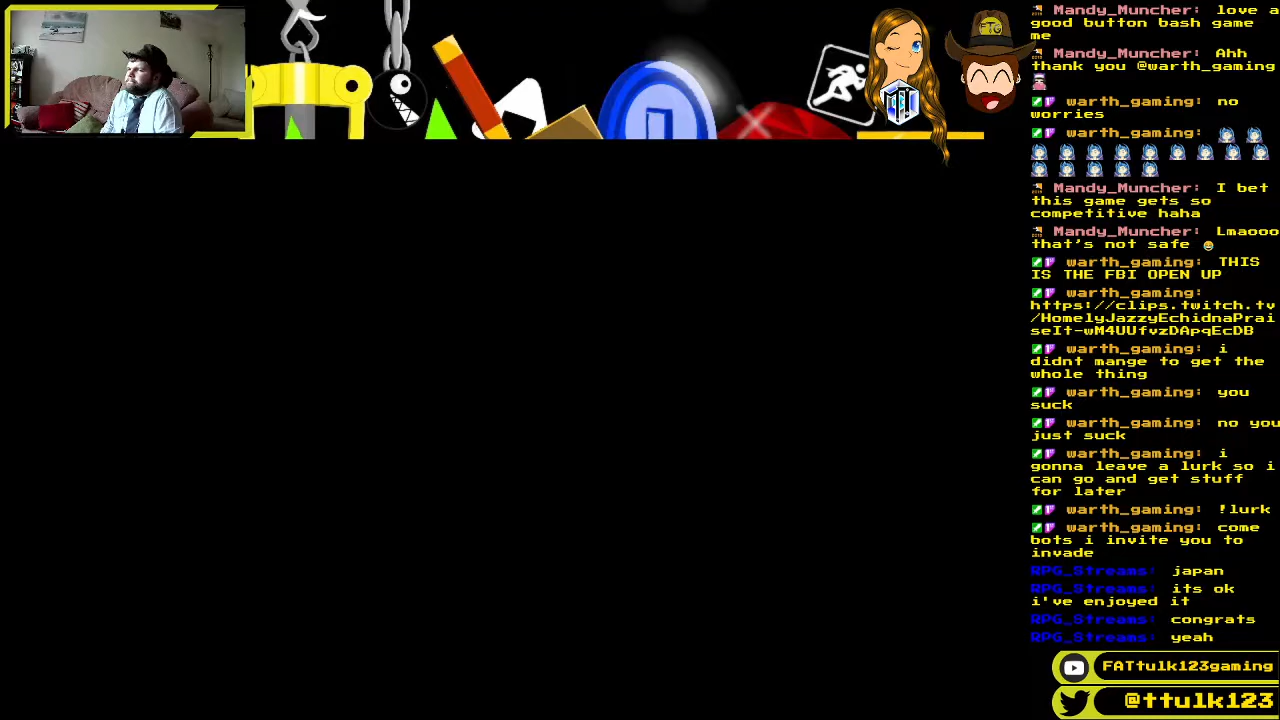 Mandy_Muncher: love a
good button bash game
me
Mandy_Muncher: Ahh
thank you @warth_gaming
warth_gaming: no
worries
warth_gaming:
Mandy_Muncher: I bet
this game gets so
competitive haha
Mandy_Muncher: Lmaooo
that's not safe
warth_gaming: THIS
IS THE FBI OPEN UP
warth_gaming:
https://clips.twitch.tv
/HomelyJazzyEchidnaPrai
seIt-wM4UUfvzDApqEcDB
warth_gaming: i
didnt mange to get the
whole thing
warth_gaming: you
suck
warth_gaming: no you
just suck
warth_gaming: i
gonna leave a lurk so i
can go and get stuff
for later
warth_gaming: !lurk
warth_gaming: come
bots i invite you to
invade
RPG_Streams: japan
RPG_Streams: its ok
i've enjoyed it
RPG_Streams: congrats
RPG_Streams: yeah
FATtulk123gaming
@ttulk123